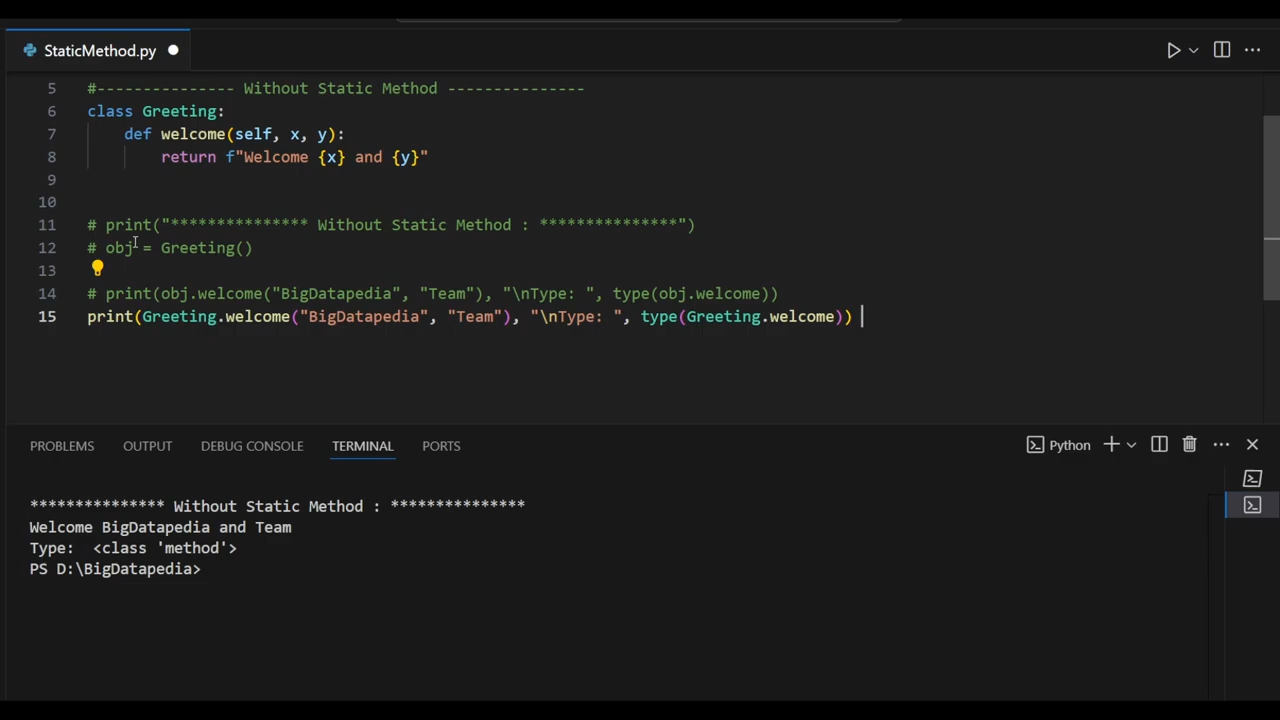 StaticMethod.py
5 #--------------- Without Static Method ---------------
6 class Greeting:
7 def welcome(self, x, y):
8 return f"Welcome {x} and {y}"
9
10
11 # print("*************** Without Static Method : ***************")
12 # obj = Greeting()
13
14 # print(obj.welcome("BigDatapedia", "Team"), "\nType: ", type(obj.welcome))
15 print(Greeting.welcome("BigDatapedia", "Team"), "\nType: ", type(Greeting.welcome))
PROBLEMS OUTPUT DEBUG CONSOLE TERMINAL PORTS Python
*************** Without Static Method : ***************
Welcome BigDatapedia and Team
Type:  <class 'method'>
PS D:\BigDatapedia>